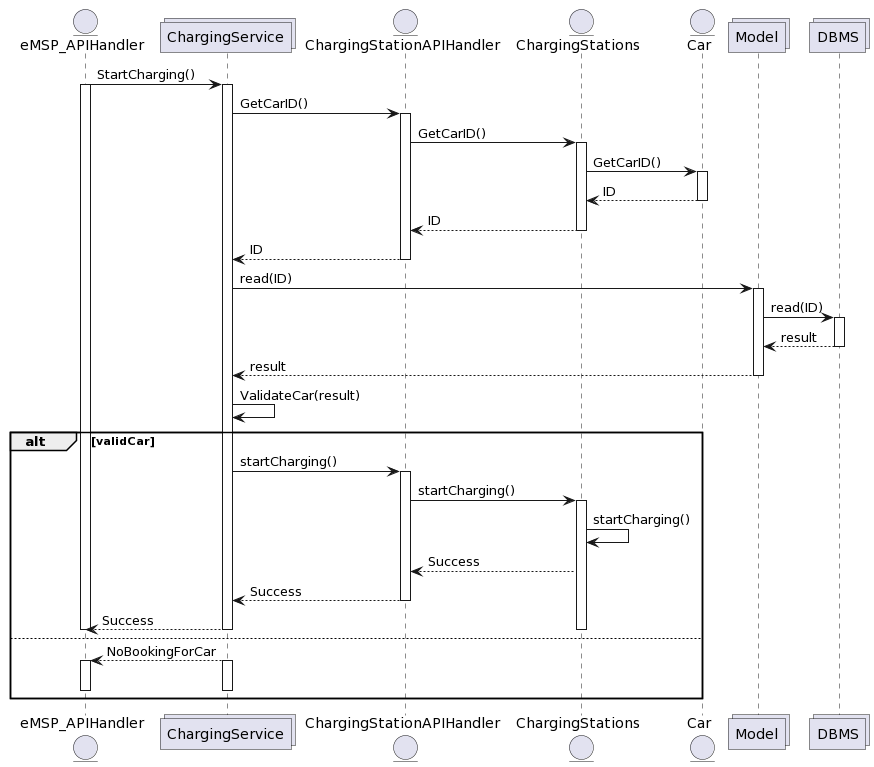 eMSP_APIHandler
ChargingService
ChargingStationAPIHandler
ChargingStations
Car
Model
DBMS
StartCharging()
GetCarID()
GetCarID()
GetCarID()
ID
ID
ID
read(ID)
read(ID)
result
result
ValidateCar(result)
alt
[validCar]
startCharging()
startCharging()
startCharging()
Success
Success
Success
NoBookingForCar
eMSP_APIHandler
ChargingService
ChargingStationAPIHandler
ChargingStations
Car
Model
DBMS